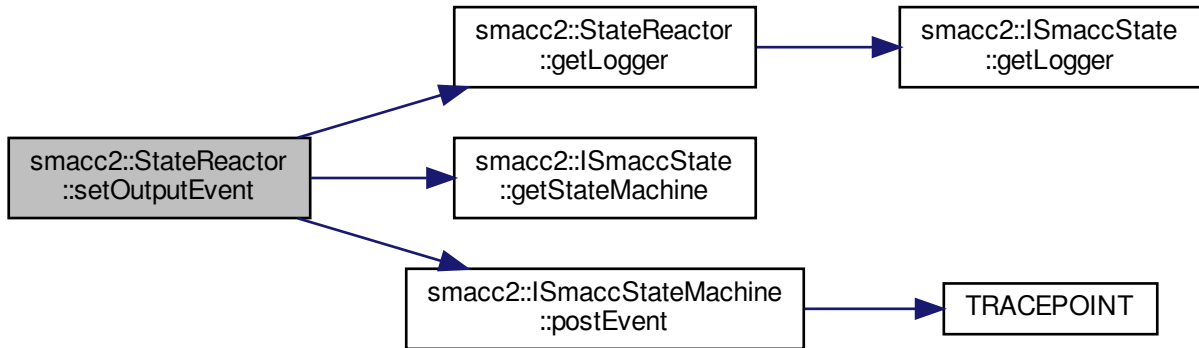 smacc2::StateReactor
::setOutputEvent
smacc2::StateReactor
::getLogger
smacc2::ISmaccState
::getLogger
smacc2::ISmaccState
::getStateMachine
smacc2::ISmaccStateMachine
::postEvent
TRACEPOINT